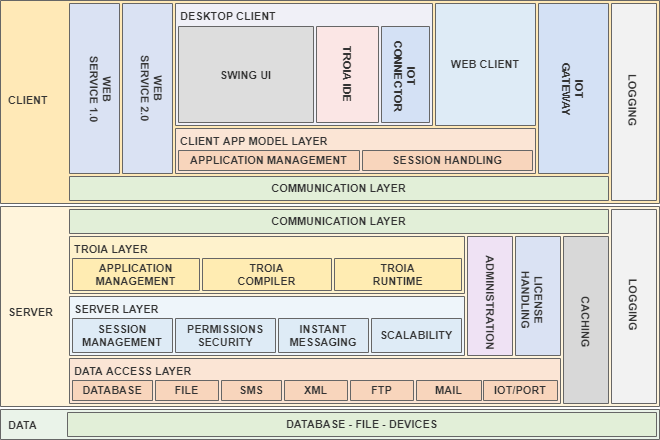 CLIENT
WEB
SERVICE 1.0
WEB
SERVICE 2.0
DESKTOP CLIENT
SWING UI
TROIA IDE
IOT
CONNECTOR
WEB CLIENT
IOT
GATEWAY
LOGGING
CLIENT APP MODEL LAYER
APPLICATION MANAGEMENT
SESSION HANDLING
COMMUNICATION LAYER
SERVER
COMMUNICATION LAYER
TROIA LAYER
APPLICATION
MANAGEMENT
TROIA
COMPILER
TROIA
RUNTIME
SERVER LAYER
SESSION
MANAGEMENT
PERMISSIONS
SECURITY
INSTANT
MESSAGING
SCALABILITY
ADMINISTRATION
LICENSE
HANDLING
CACHING
LOGGING
DATA ACCESS LAYER
DATABASE
FILE
SMS
XML
FTP
MAIL
IOT/PORT
DATA
DATABASE - FILE - DEVICES